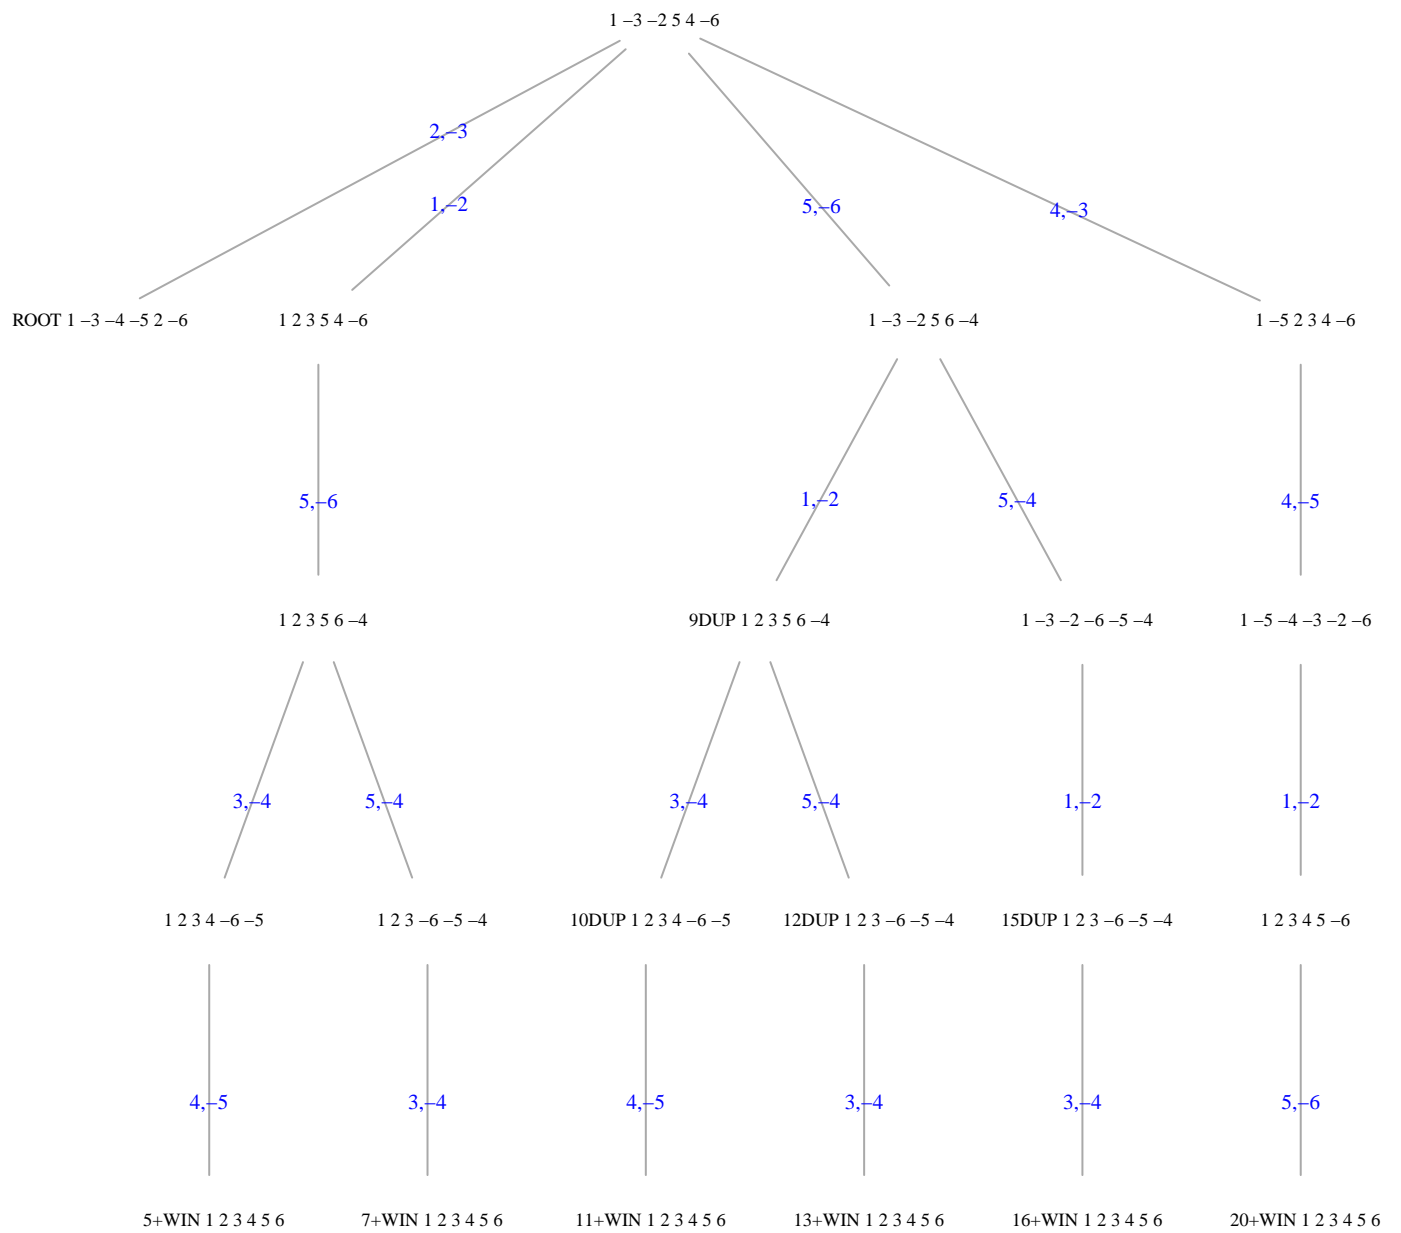 1 –3 –2 5 4 –6
2,–3
1,–2
5,–6
4,–3
ROOT 1 –3 –4 –5 2 –6
1 2 3 5 4 –6
1 –3 –2 5 6 –4
1 –5 2 3 4 –6
5,–6
1,–2
5,–4
4,–5
1 2 3 5 6 –4
9DUP 1 2 3 5 6 –4
1 –3 –2 –6 –5 –4
1 –5 –4 –3 –2 –6
3,–4
5,–4
3,–4
5,–4
1,–2
1,–2
1 2 3 4 –6 –5
1 2 3 –6 –5 –4
10DUP 1 2 3 4 –6 –5
12DUP 1 2 3 –6 –5 –4
15DUP 1 2 3 –6 –5 –4
1 2 3 4 5 –6
4,–5
3,–4
4,–5
3,–4
3,–4
5,–6
5+WIN 1 2 3 4 5 6
7+WIN 1 2 3 4 5 6
11+WIN 1 2 3 4 5 6
13+WIN 1 2 3 4 5 6
16+WIN 1 2 3 4 5 6
20+WIN 1 2 3 4 5 6